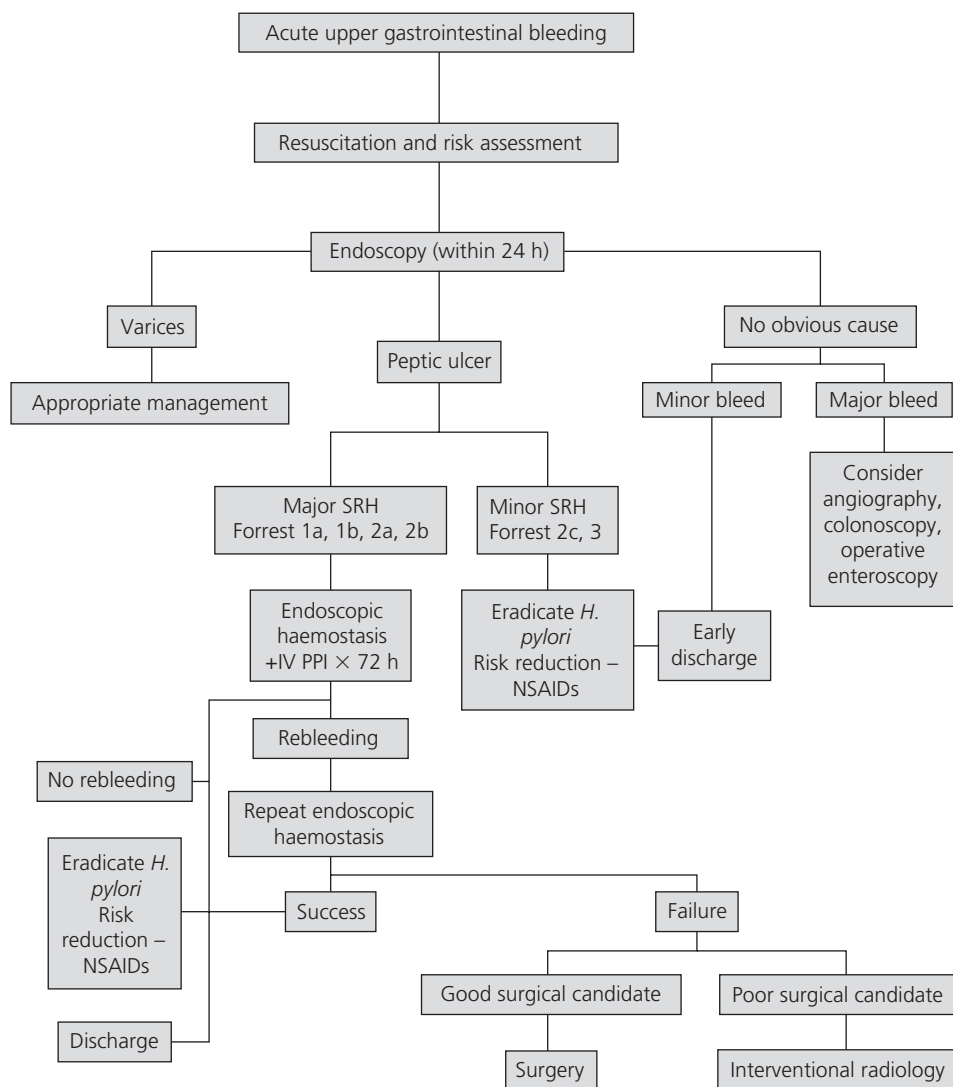 Acute upper gastrointestinal bleeding
Resuscitation and risk assessment
Endoscopy (within 24 h)
Varices
No obvious cause
Peptic ulcer
Appropriate management
Minor bleed
Major bleed
Consider
angiography,
colonoscopy,
operative
enteroscopy
Major SRH
Forrest 1a, 1b, 2a, 2b
Minor SRH
Forrest 2c, 3
Endoscopic
haemostasis
+IV PPI × 72 h
Eradicate H.
pylori
Risk reduction –
NSAIDs
Early
discharge
Rebleeding
No rebleeding
Repeat endoscopic
haemostasis
Eradicate H.
pylori
Risk
reduction –
NSAIDs
Success
Failure
Good surgical candidate
Poor surgical candidate
Discharge
Surgery
Interventional radiology